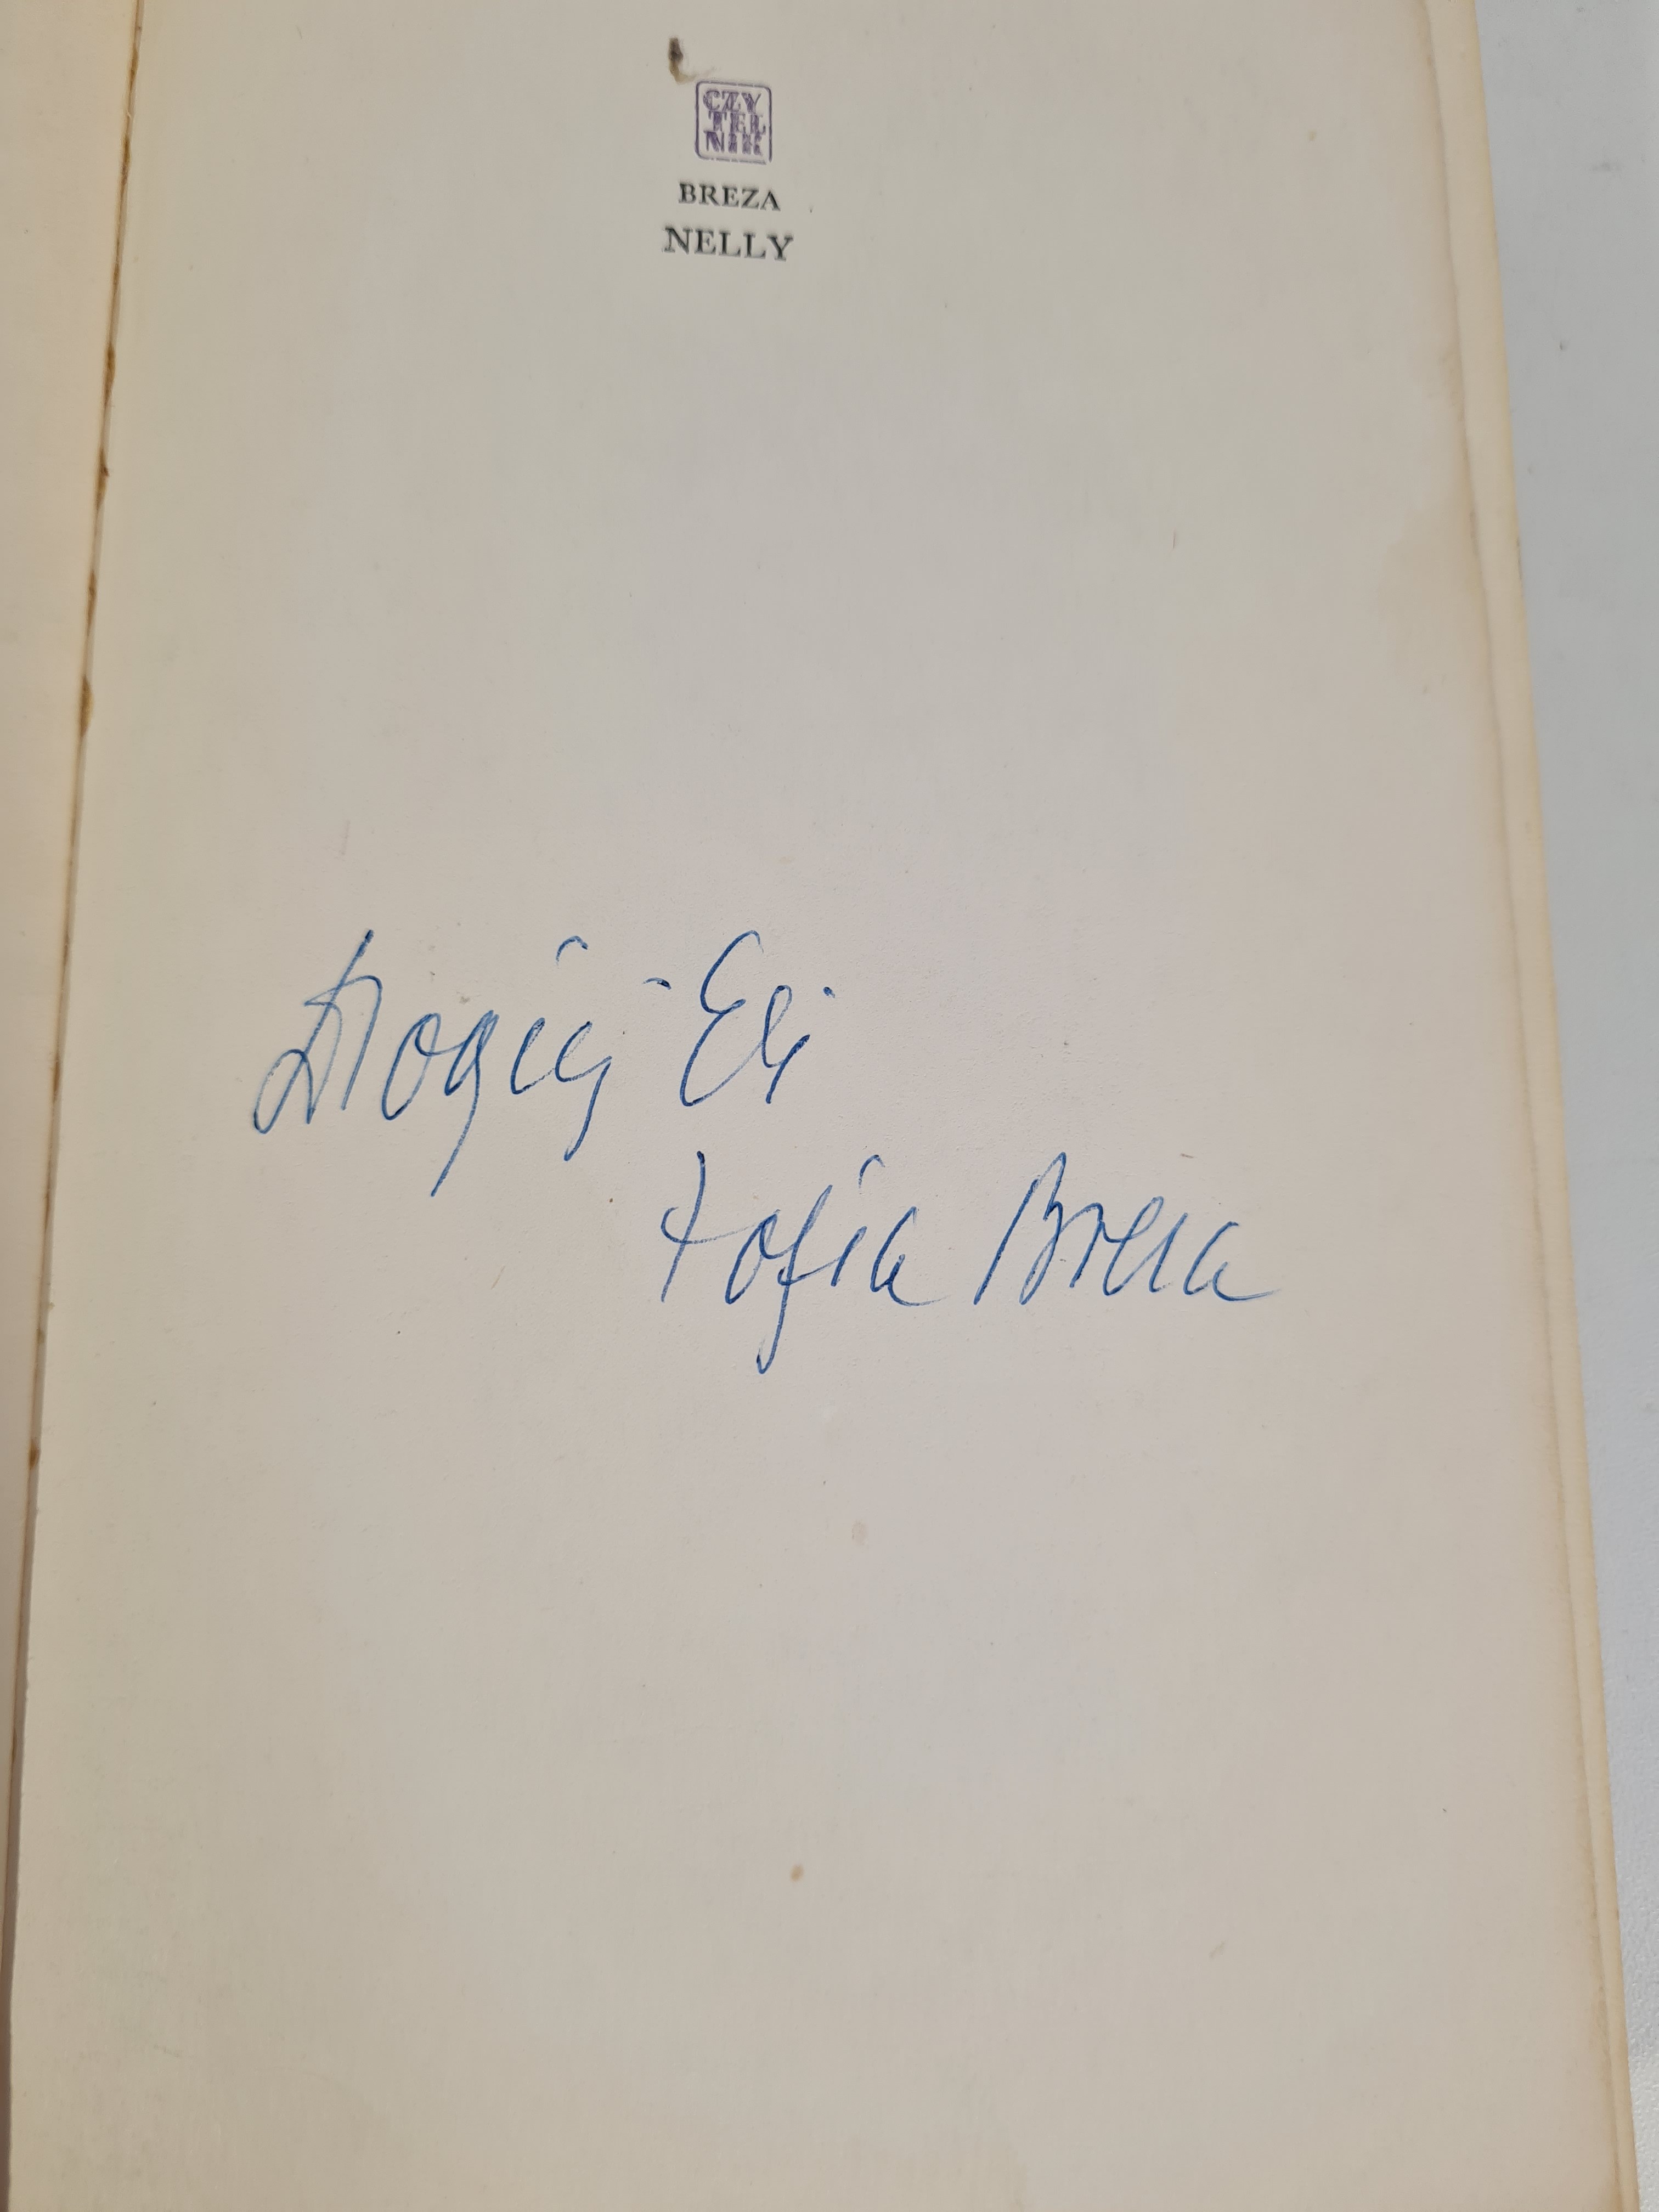 CZY
TEL
NIK
BREZA
NELLY
Drogiej Eli
Zofia Breza